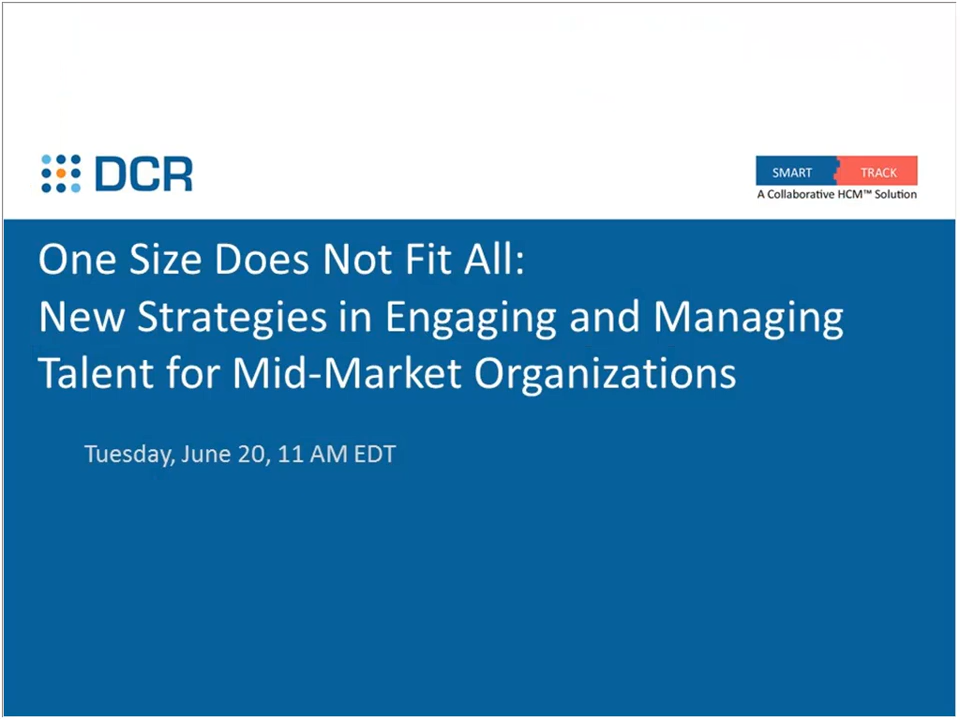 DCR
SMART TRACK
A Collaborative HCM™ Solution
One Size Does Not Fit All:
New Strategies in Engaging and Managing
Talent for Mid-Market Organizations
Tuesday, June 20, 11 AM EDT